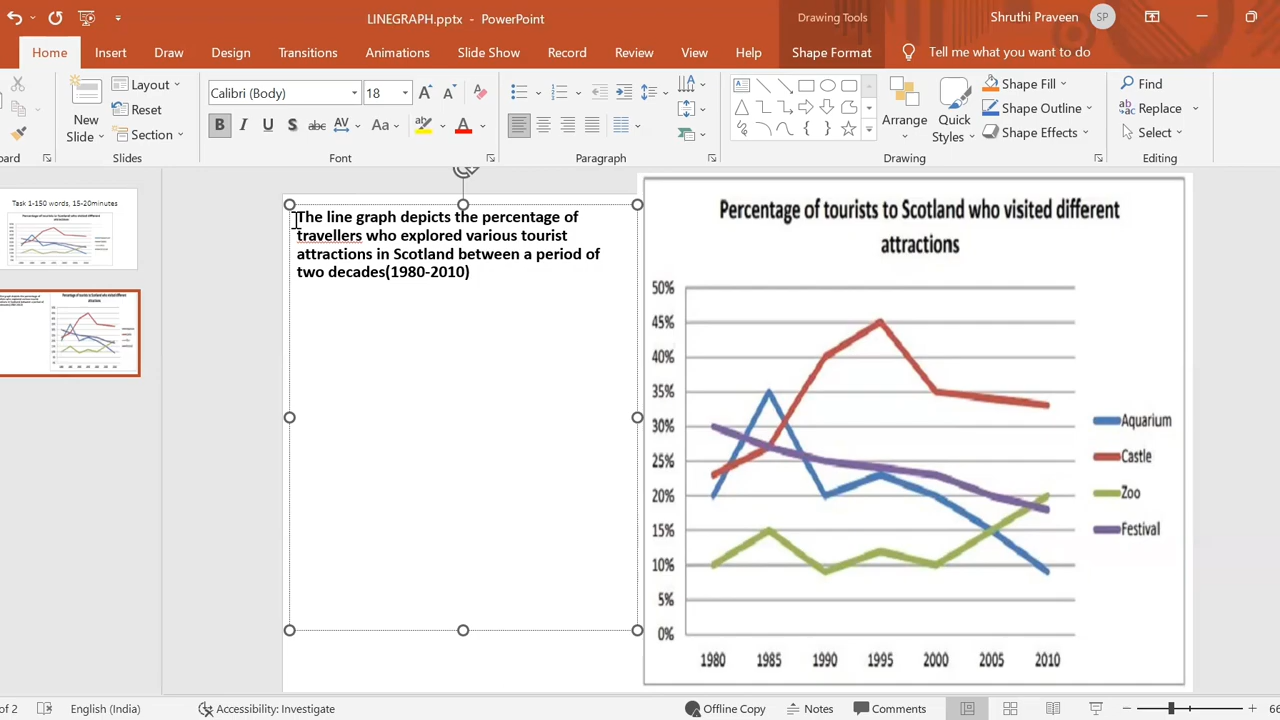 LINEGRAPH.pptx - PowerPoint
Drawing Tools
Shruthi Praveen
SP
Home
Insert
Draw
Design
Transitions
Animations
Slide Show
Record
Review
View
Help
Shape Format
Tell me what you want to do
New
Slide
Layout
Reset
Section
Slides
Calibri (Body)
18
Font
Paragraph
Arrange
Quick
Styles
Shape Fill
Shape Outline
Shape Effects
Drawing
Find
Replace
Select
Editing
Task 1-150 words, 15-20minutes
The line graph depicts the percentage of
travellers who explored various tourist
attractions in Scotland between a period of
two decades(1980-2010)
Percentage of tourists to Scotland who visited different
attractions
50%
45%
40%
35%
30%
25%
20%
15%
10%
5%
0%
1980 1985 1990 1995 2000 2005 2010
Aquarium
Castle
Zoo
Festival
of 2
English (India)
Accessibility: Investigate
Offline Copy
Notes
Comments
66